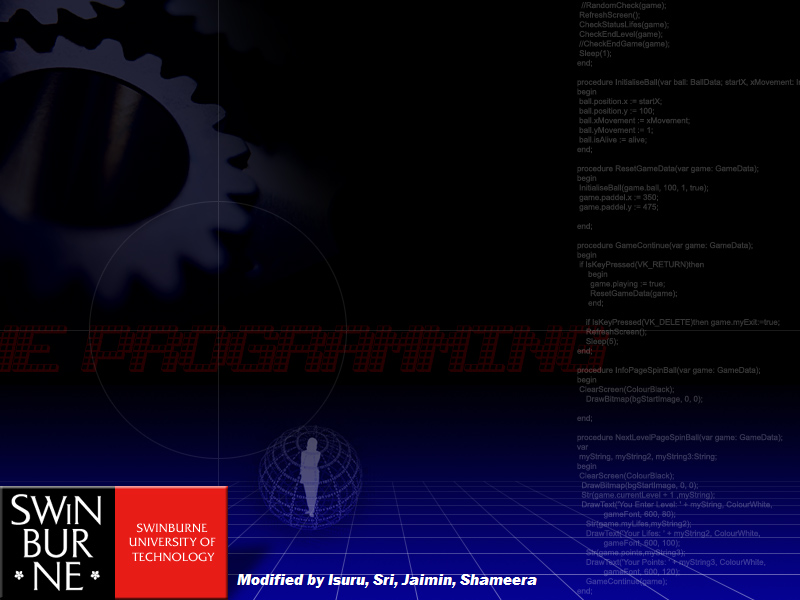 //RandomCheck(game);
RefreshScreen();
CheckStatusLifes(game);
CheckEndLevel(game);
//CheckEndGame(game);
Sleep(1);
end;
procedure InitialiseBall(var ball: BallData; startX, xMovement:
begin
ball.position.x := startX;
ball.position.y := 100;
ball.xMovement := xMovement;
ball.yMovement := 1;
ball.isAlive := alive;
end;
procedure ResetGameData(var game: GameData);
begin
InitialiseBall(game.ball, 100, 1, true);
game.paddel.x := 350;
game.paddel.y := 475;
end;
procedure GameContinue(var game: GameData);
begin
if IsKeyPressed(VK_RETURN)then
begin
game.playing := true;
ResetGameData(game);
end;
if IsKeyPressed(VK_DELETE)then game.myExit:=true;
RefreshScreen();
Sleep(5);
end;
procedure InfoPageSpinBall(var game: GameData);
begin
ClearScreen(ColourBlack);
DrawBitmap(bgStartImage, 0, 0);
end;
procedure NextLevelPageSpinBall(var game: GameData);
var
myString, myString2, myString3:String;
begin
ClearScreen(ColourBlack);
DrawBitmap(bgStartImage, 0, 0);
Str(game.currentLevel + 1 ,myString);
DrawText('You Enter Level: ' + myString, ColourWhite,
gameFont, 600, 80);
Str(game.myLifes,myString2);
DrawText('Your Lifes: ' + myString2, ColourWhite,
gameFont, 600, 100);
Str(game.points,myString3);
DrawText('Your Points: ' + myString3, ColourWhite,
gameFont, 600, 120);
GameContinue(game);
end;
E PROGRAMMING
SWIN
BUR
NE
SWINBURNE
UNIVERSITY OF
TECHNOLOGY
Modified by Isuru, Sri, Jaimin, Shameera